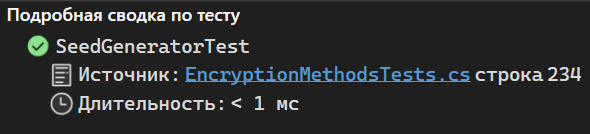 Подробная сводка по тесту
SeedGeneratorTest
Источник: EncryptionMethodsTests.cs строка 234
Длительность: < 1 мс